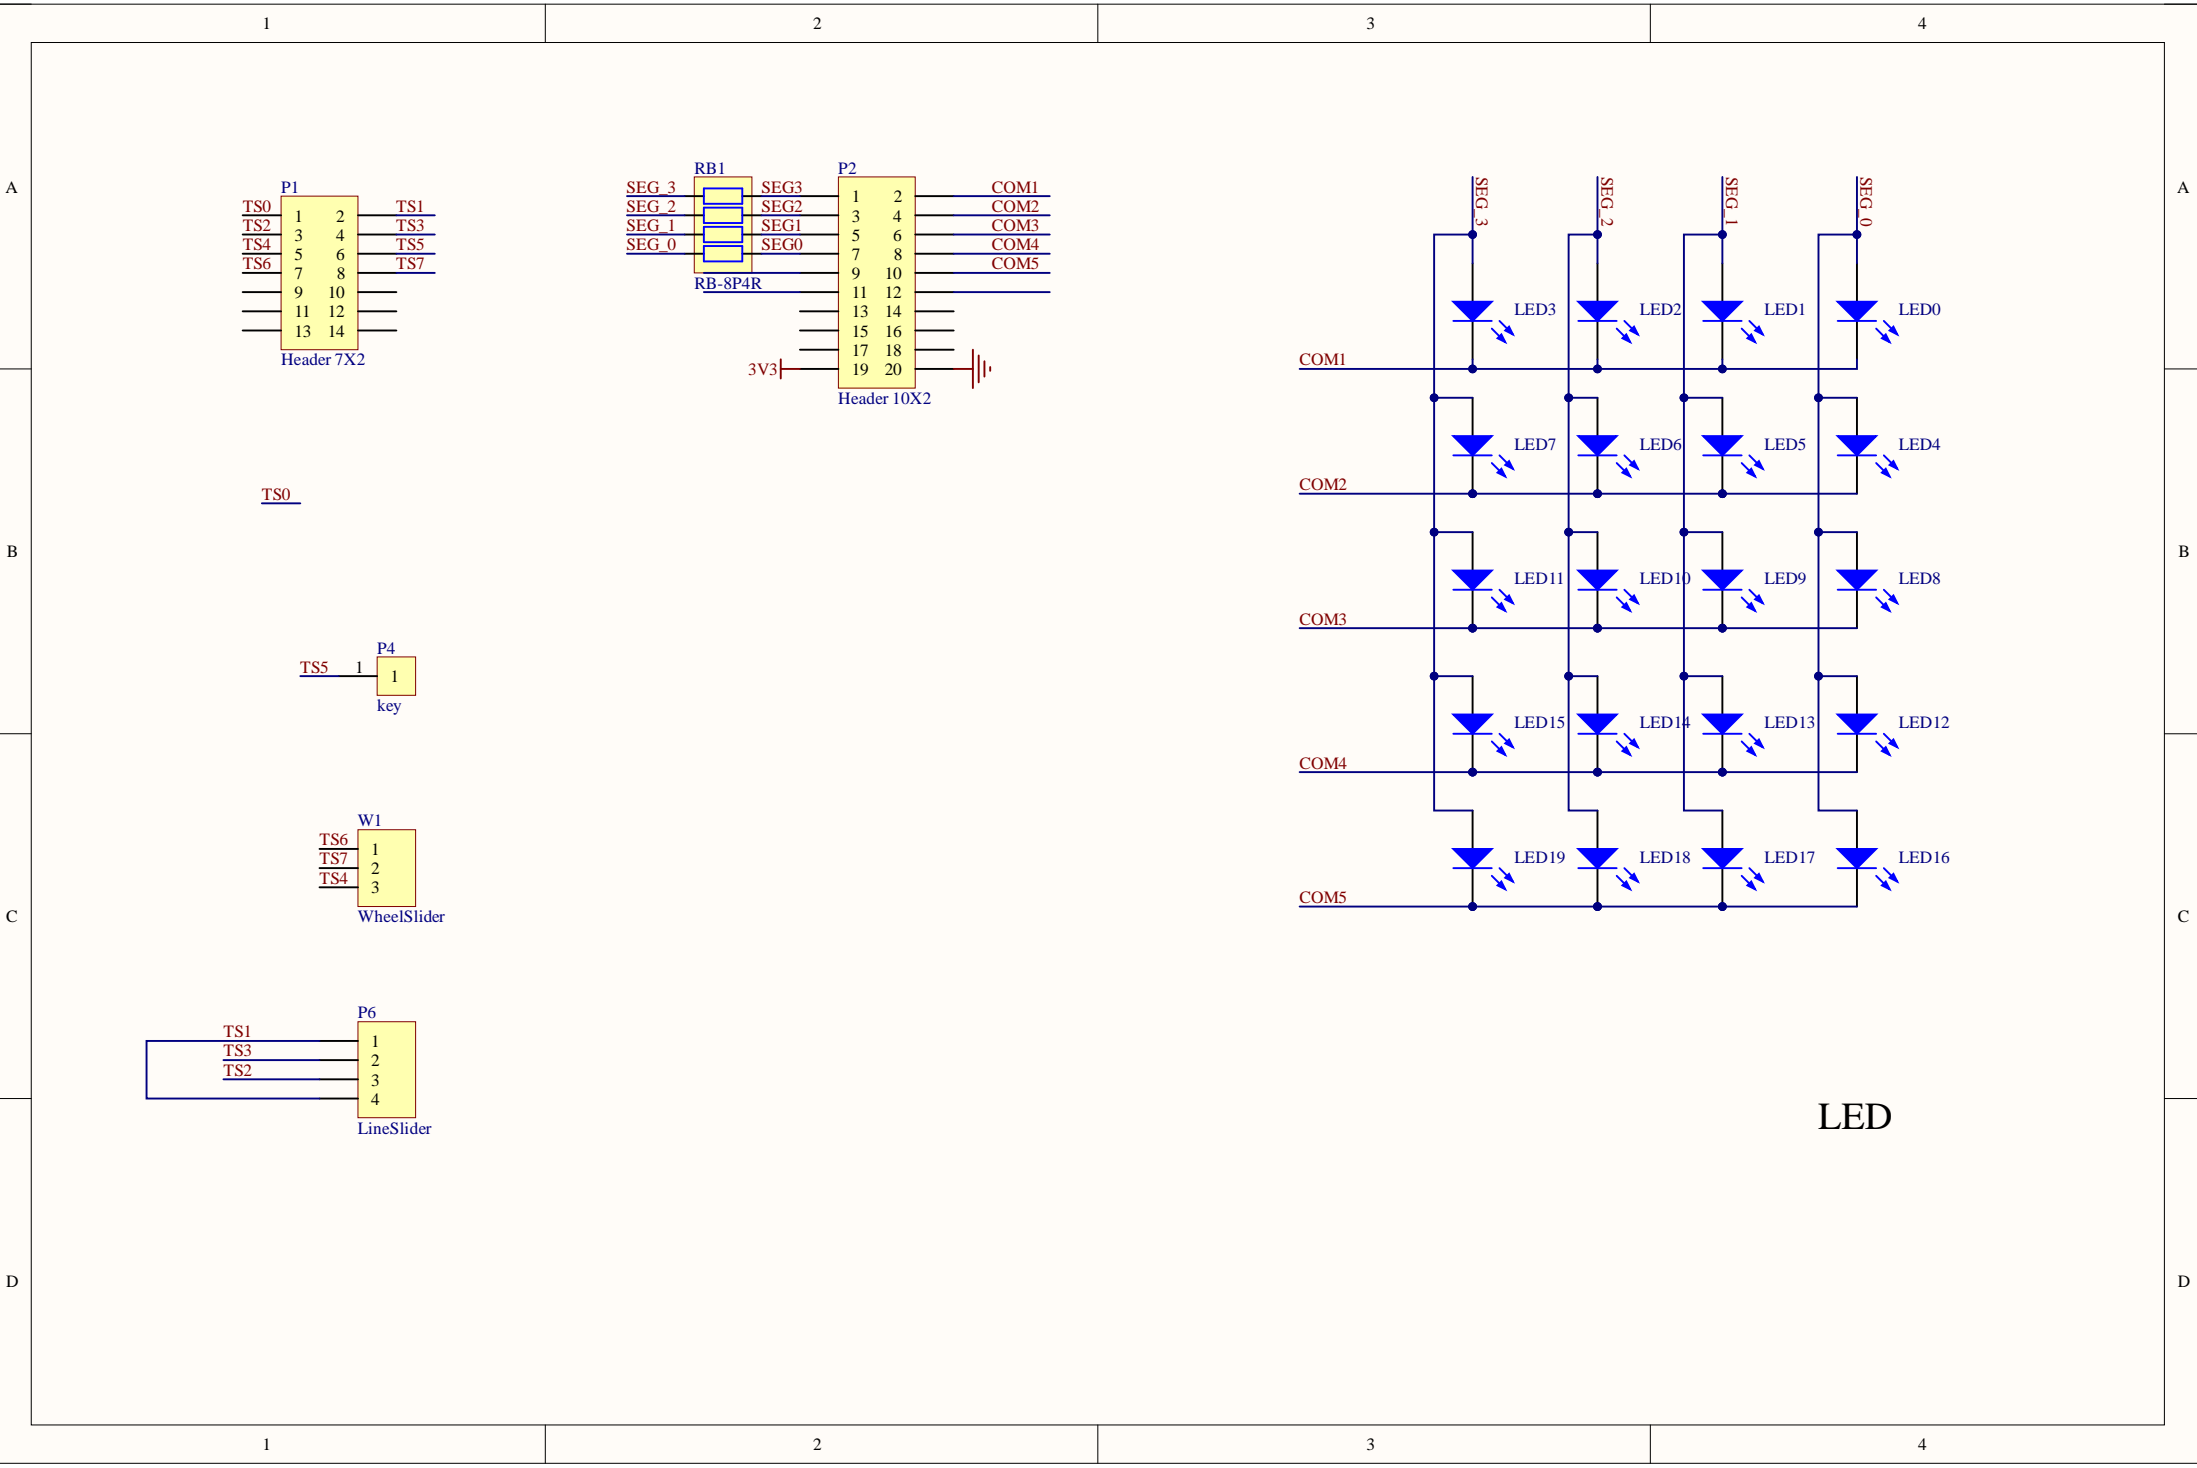 1 2 3 4
A A
RB1 P2
P1
SEG_3 SEG3 1 2 COM1
SEG_2 SEG2 3 4 COM2
SEG_1 SEG1 5 6 COM3
SEG_0 SEG0 7 8 COM4
9 10 COM5
RB-8P4R 11 12
13 14
15 16
17 18
3V3 19 20
Header 10X2
TS0 1 2 TS1
TS2 3 4 TS3
TS4 5 6 TS5
TS6 7 8 TS7
9 10
11 12
13 14
Header 7X2
SEG_3 SEG_2 SEG_1 SEG_0
LED3 LED2 LED1 LED0
COM1
LED7 LED6 LED5 LED4
COM2
TS0
B B
LED11 LED10 LED9 LED8
COM3
P4
TS5 1 1
key
LED15 LED14 LED13 LED12
COM4
W1
TS6 1
TS7 2
TS4 3
WheelSlider
LED19 LED18 LED17 LED16
COM5
C C
P6
TS1 1
TS3 2
TS2 3
4
LineSlider
LED
D D
1 2 3 4